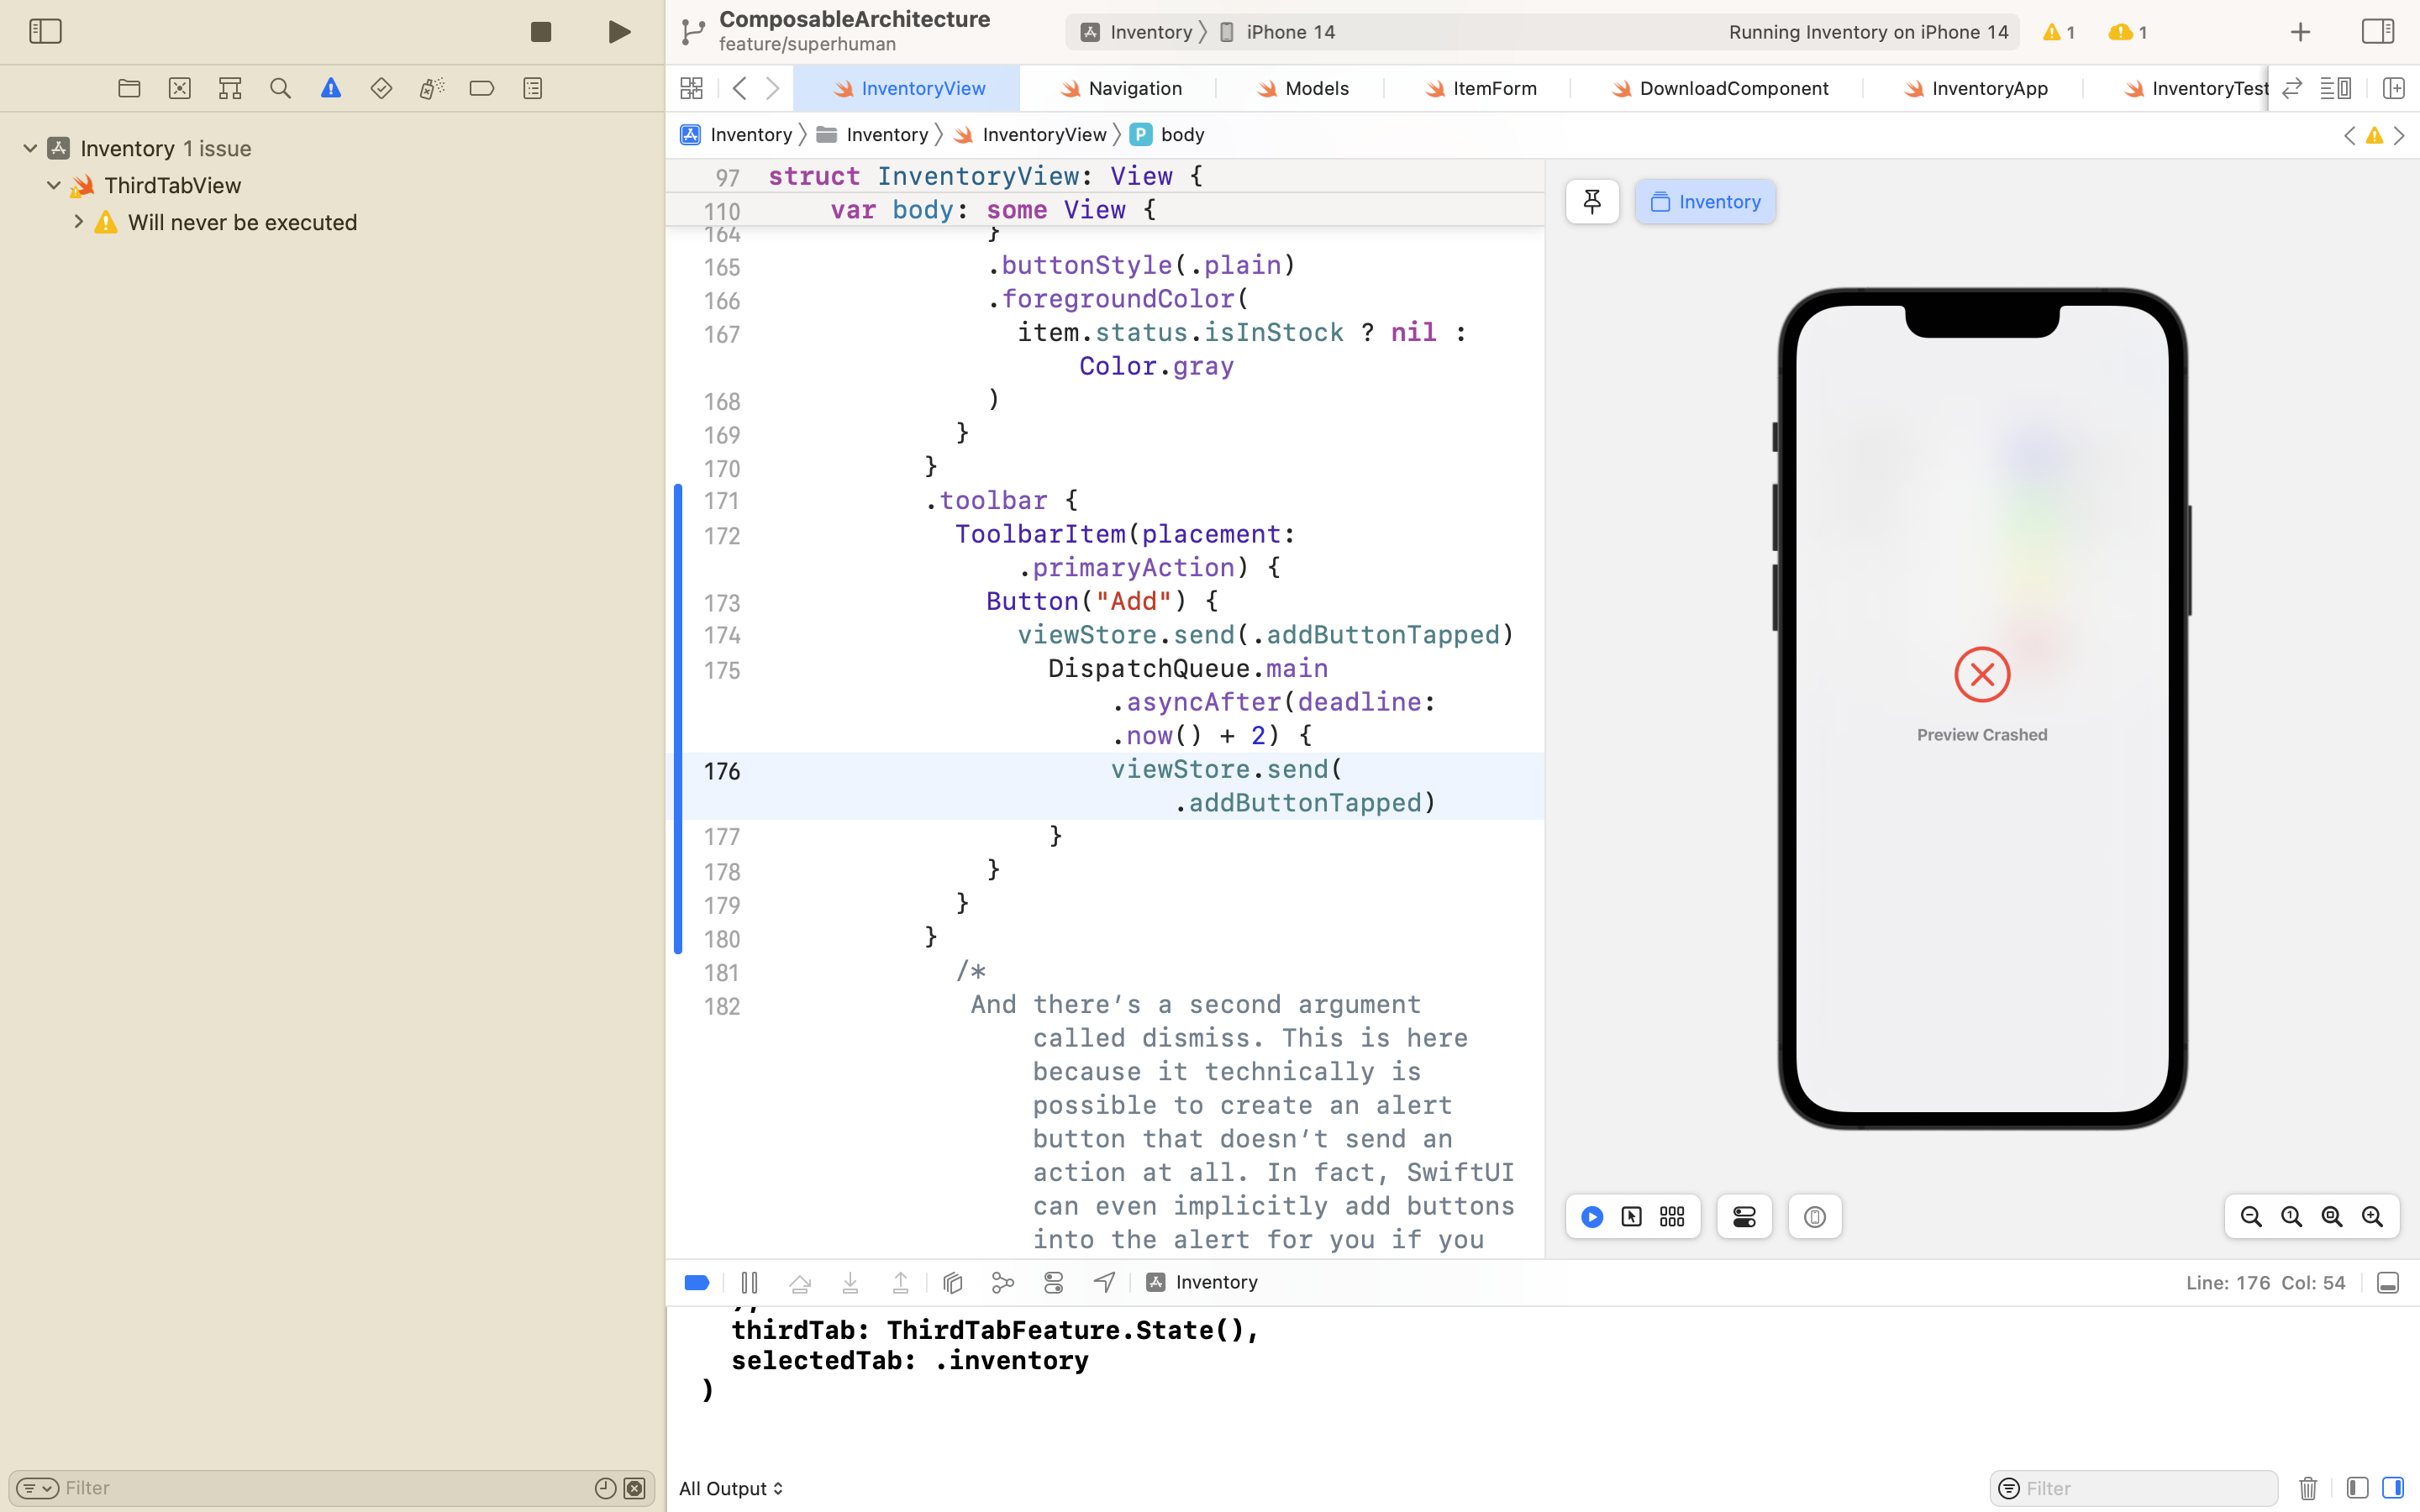 ComposableArchitecture
feature/superhuman
Inventory
iPhone 14
Running Inventory on iPhone 14
1
1
InventoryView
Navigation
Models
ItemForm
DownloadComponent
InventoryApp
InventoryTest
Inventory
Inventory
InventoryView
P
body
Inventory 1 issue
ThirdTabView
Will never be executed
97 struct InventoryView: View {
110 var body: some View {
164 }
165 .buttonStyle(.plain)
166 .foregroundColor(
167 item.status.isInStock ? nil :
Color.gray
168 )
169 }
170 }
171 .toolbar {
172 ToolbarItem(placement:
.primaryAction) {
173 Button("Add") {
174 viewStore.send(.addButtonTapped)
175 DispatchQueue.main
.asyncAfter(deadline:
.now() + 2) {
176 viewStore.send(
.addButtonTapped)
177 }
178 }
179 }
180 }
181 /*
182 And there's a second argument
called dismiss. This is here
because it technically is
possible to create an alert
button that doesn't send an
action at all. In fact, SwiftUI
can even implicitly add buttons
into the alert for you if you
Inventory
Preview Crashed
Inventory
Line: 176 Col: 54
),
thirdTab: ThirdTabFeature.State(),
selectedTab: .inventory
)
Filter
All Output
Filter